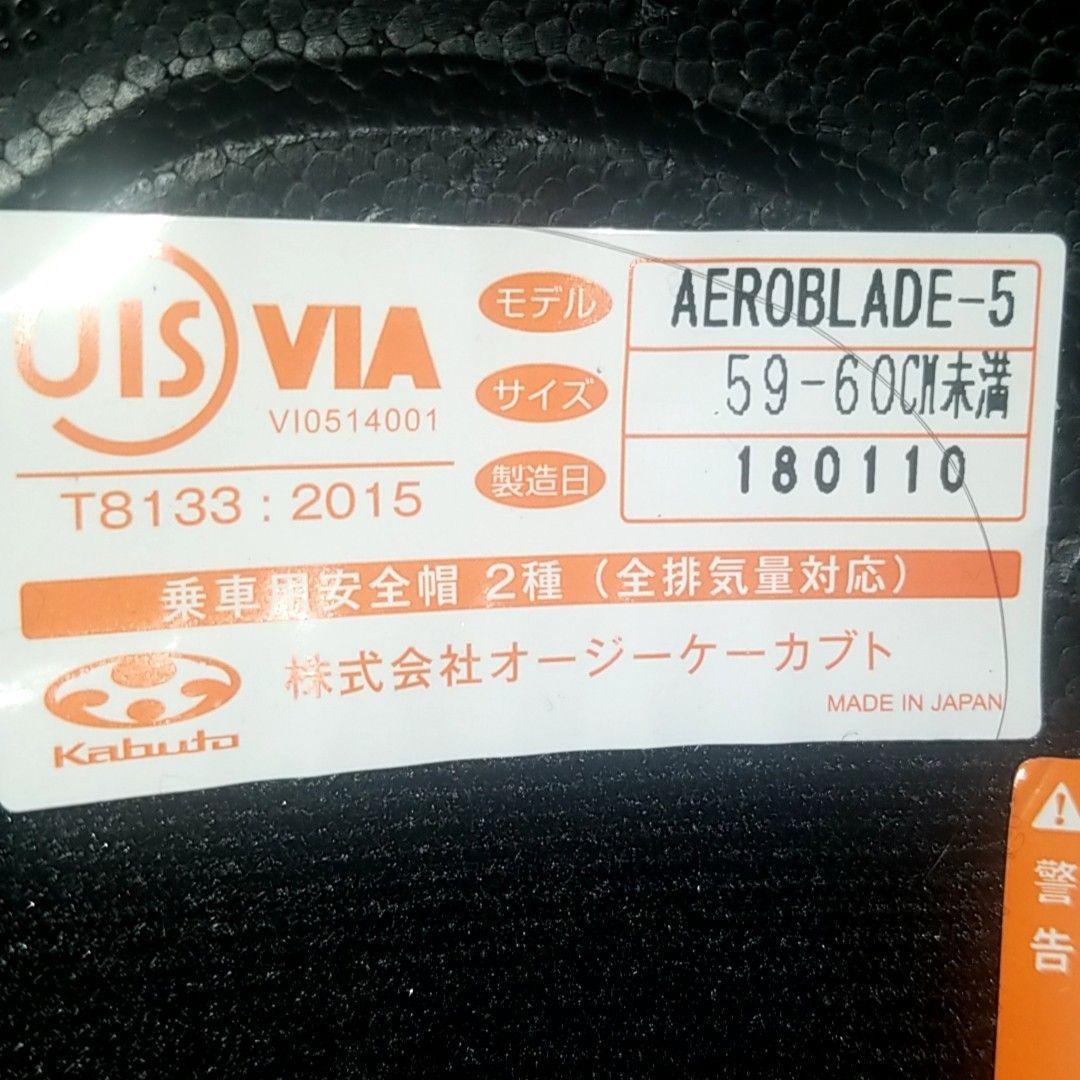 JIS VIA
VI0514001
T8133 : 2015
モデル AEROBLADE-5
サイズ 59-60CM未満
製造日 180110
乗車用安全帽 2種（全排気量対応）
Kabuto
株式会社オージーケーカブト
MADE IN JAPAN
警告